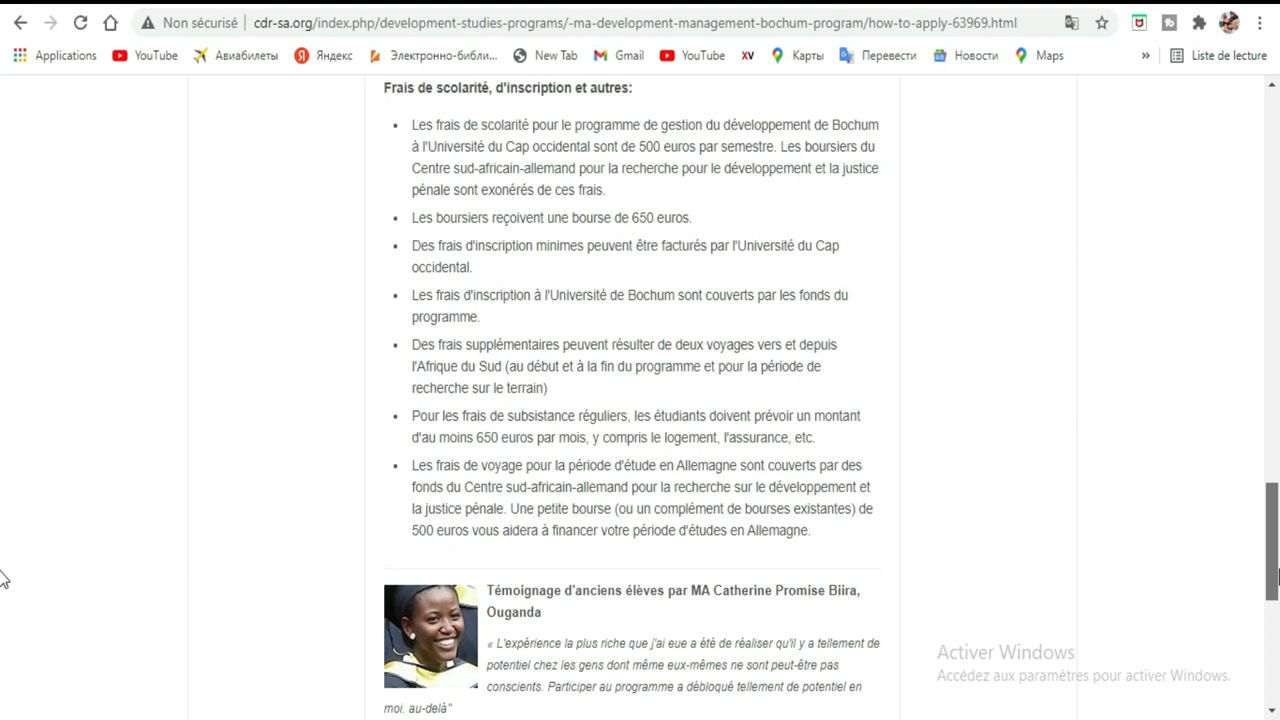 Non sécurisé
cdr-sa.org/index.php/development-studies-programs/-ma-development-management-bochum-program/how-to-apply-63969.html
Applications
YouTube
Авиабилеты
Яндекс
Электронно-библи...
New Tab
Gmail
YouTube
XV
Карты
Перевести
Новости
Maps
»
Liste de lecture
Frais de scolarité, d'inscription et autres:
• Les frais de scolarité pour le programme de gestion du développement de Bochum
à l'Université du Cap occidental sont de 500 euros par semestre. Les boursiers du
Centre sud-africain-allemand pour la recherche pour le développement et la justice
pénale sont exonérés de ces frais.
• Les boursiers reçoivent une bourse de 650 euros.
• Des frais d'inscription minimes peuvent être facturés par l'Université du Cap
occidental.
• Les frais d'inscription à l'Université de Bochum sont couverts par les fonds du
programme.
• Des frais supplémentaires peuvent résulter de deux voyages vers et depuis
l'Afrique du Sud (au début et à la fin du programme et pour la période de
recherche sur le terrain)
• Pour les frais de subsistance réguliers, les étudiants doivent prévoir un montant
d'au moins 650 euros par mois, y compris le logement, l'assurance, etc.
• Les frais de voyage pour la période d'étude en Allemagne sont couverts par des
fonds du Centre sud-africain-allemand pour la recherche sur le développement et
la justice pénale. Une petite bourse (ou un complément de bourses existantes) de
500 euros vous aidera à financer votre période d'études en Allemagne.
Témoignage d'anciens élèves par MA Catherine Promise Biira,
Ouganda
« L'expérience la plus riche que j'ai eue a été de réaliser qu'il y a tellement de
potentiel chez les gens dont même eux-mêmes ne sont peut-être pas
conscients. Participer au programme a débloqué tellement de potentiel en
moi. au-delà"
Activer Windows
Accédez aux paramètres pour activer Windows.